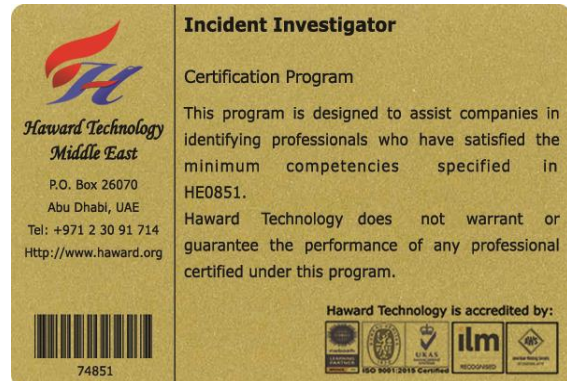 Haward Technology
Middle East
P.O. Box 26070
Abu Dhabi, UAE
Tel: +971 2 30 91 714
Http://www.haward.org
74851
Incident Investigator
Certification Program
This program is designed to assist companies in
identifying professionals who have satisfied the
minimum competencies specified in
HE0851.
Haward Technology does not warrant or
guarantee the performance of any professional
certified under this program.
Haward Technology is accredited by:
ISO 9001:2015 Certified
UKAS
ilm
RECOGNISED
AWS